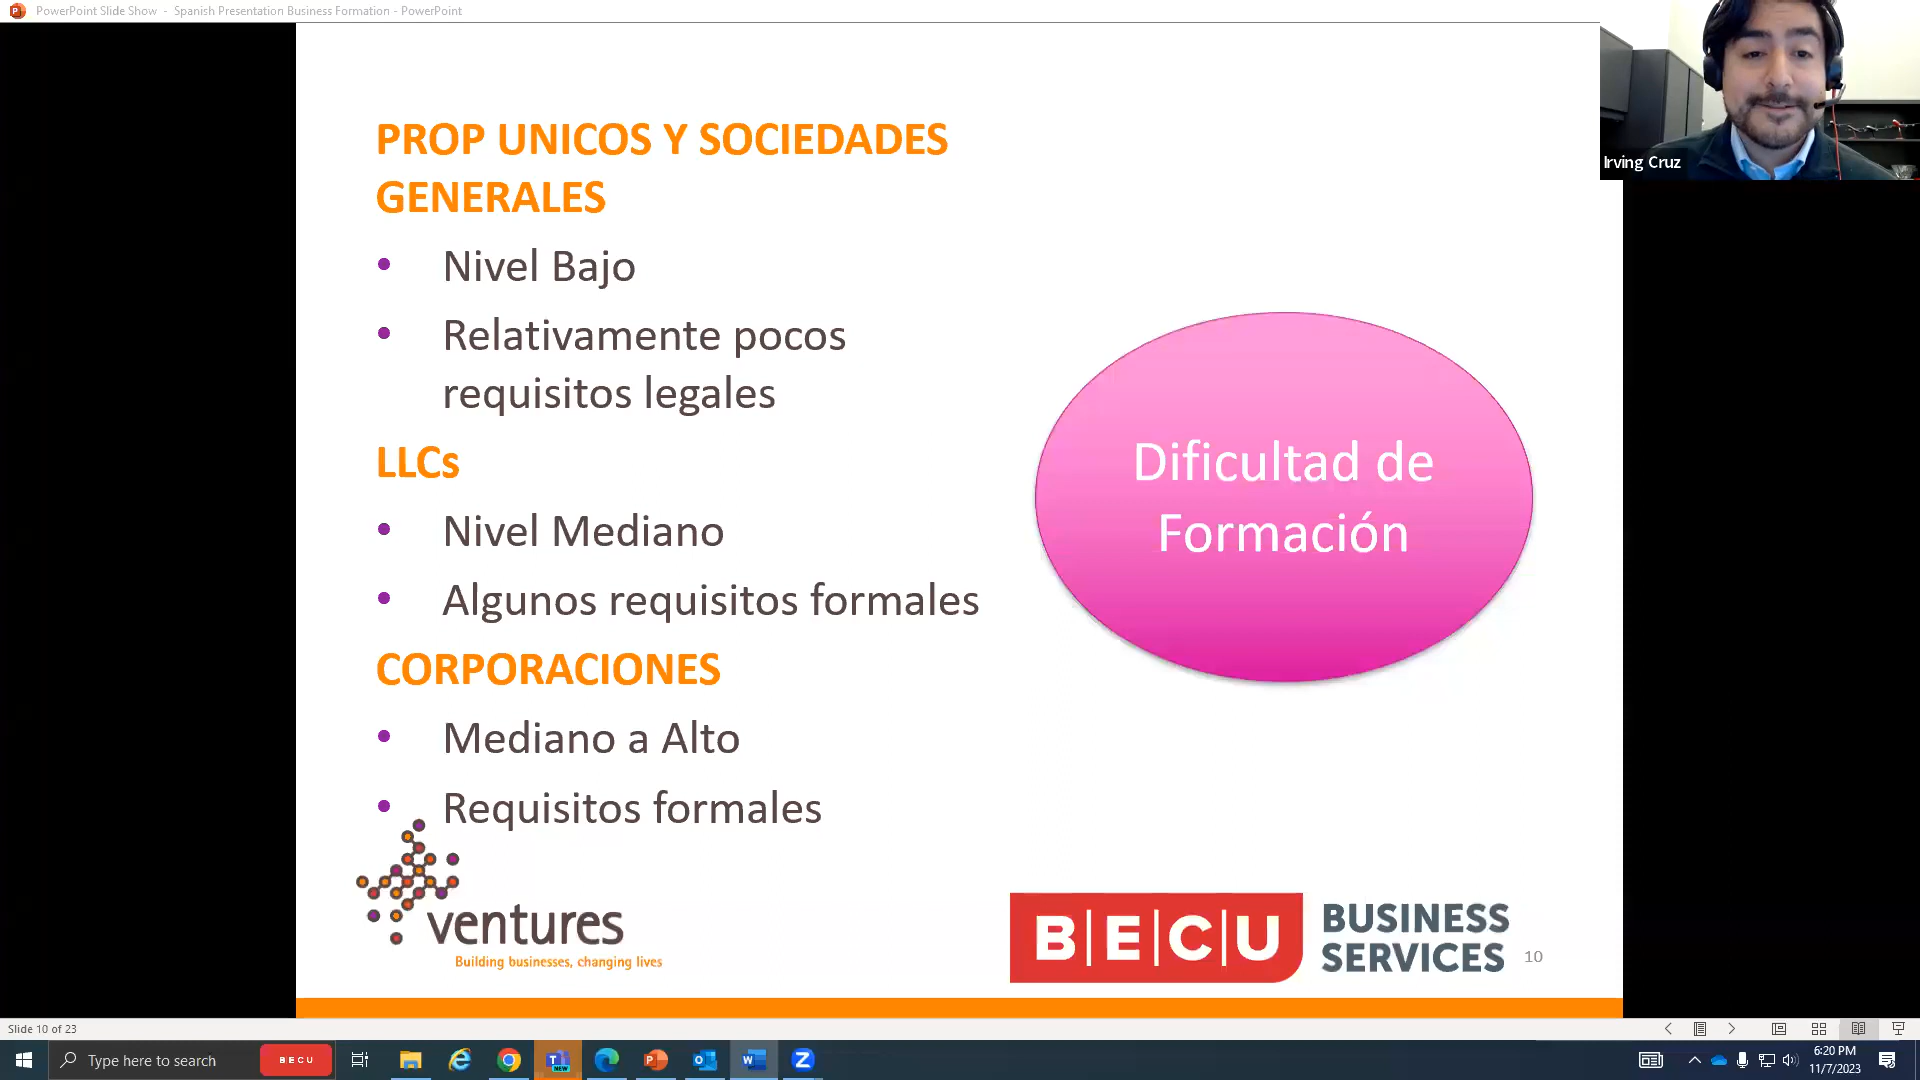 PowerPoint Slide Show - Spanish Presentation Business Formation - PowerPoint
Irving Cruz
PROP UNICOS Y SOCIEDADES
GENERALES
• Nivel Bajo
• Relativamente pocos
requisitos legales
LLCs
• Nivel Mediano
• Algunos requisitos formales
CORPORACIONES
• Mediano a Alto
• Requisitos formales
Dificultad de
Formación
ventures
Building businesses, changing lives
B|E|C|U
BUSINESS
SERVICES
10
Slide 10 of 23
Type here to search
BECU
NEW
6:20 PM
11/7/2023